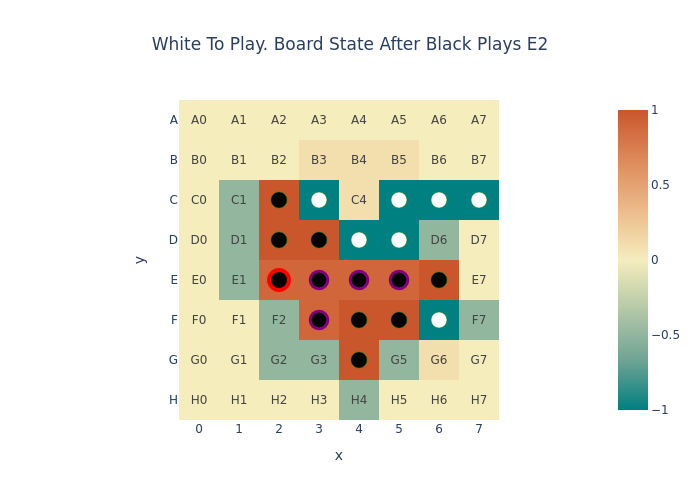 White To Play. Board State After Black Plays E2
A A0 A1 A2 A3 A4 A5 A6 A7 1
B B0 B1 B2 B3 B4 B5 B6 B7
C C0 C1 C4 0.5
D D0 D1 D6 D7
y E E0 E1 E7 0
F F0 F1 F2 F7 −0.5
G G0 G1 G2 G3 G5 G6 G7
H H0 H1 H2 H3 H4 H5 H6 H7 −1
0 1 2 3 4 5 6 7
x